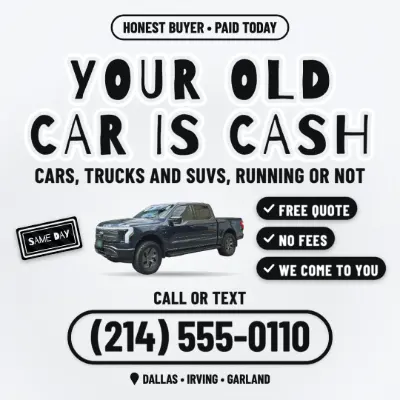 HONEST BUYER • PAID TODAY
YOUR OLD
CAR IS CASH
CARS, TRUCKS AND SUVS, RUNNING OR NOT
FREE QUOTE
NO FEES
WE COME TO YOU
SAME DAY
CALL OR TEXT
(214) 555-0110
DALLAS • IRVING • GARLAND